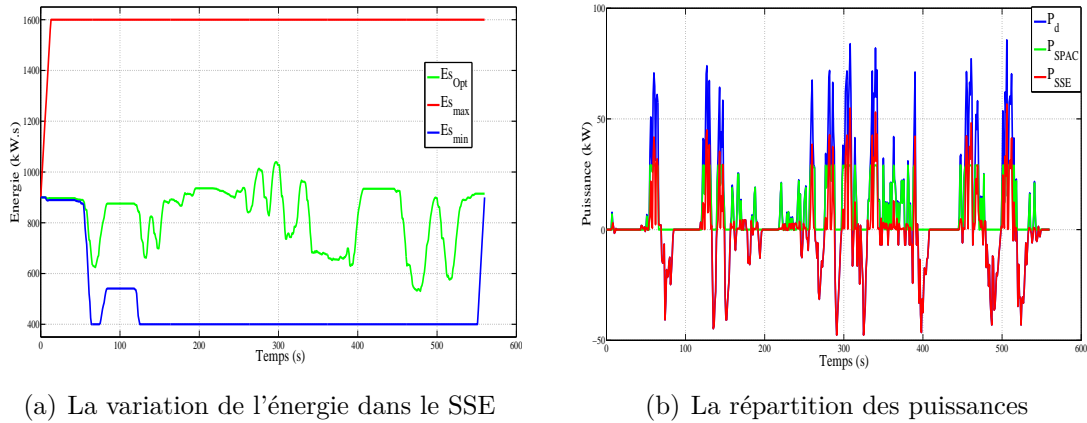 1600
1400
1200
1000
800
600
400
Energie (kW.s)
0
100
200
300
400
500
600
Temps (s)
Es_Opt
Es_max
Es_min
(a) La variation de l'énergie dans le SSE
100
50
0
−50
Puissance (kW)
0
100
200
300
400
500
600
Temps (s)
P_d
P_SPAC
P_SSE
(b) La répartition des puissances